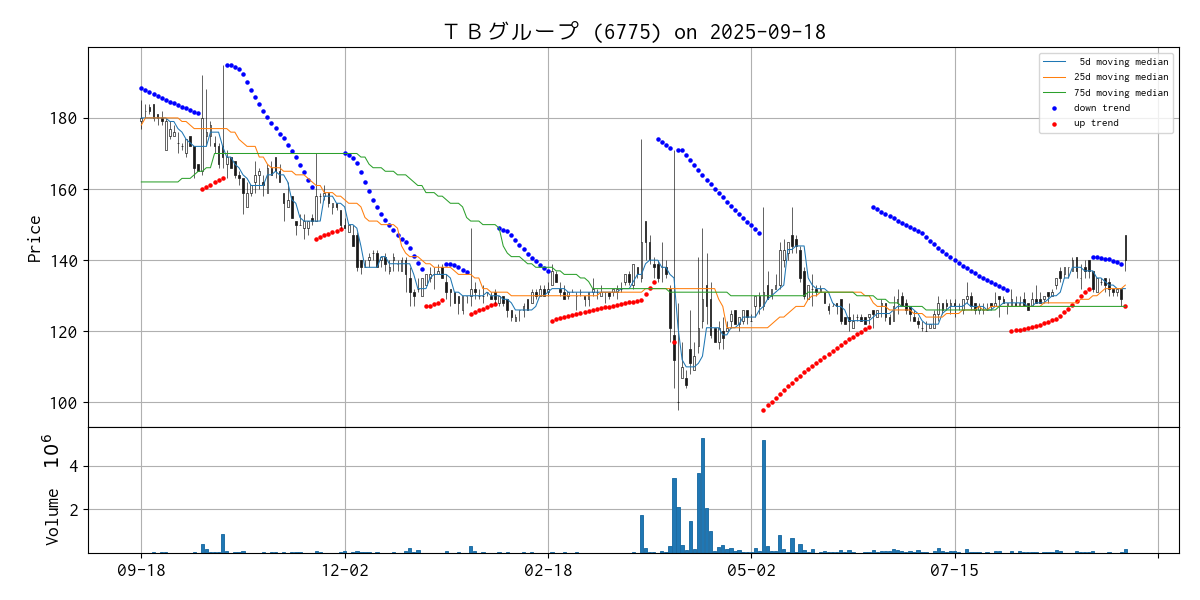 ＴＢグループ (6775) on 2025-09-18
5d moving median
25d moving median
75d moving median
down trend
up trend
Price
180
160
140
120
100
Volume 10⁶
4
2
09-18
12-02
02-18
05-02
07-15